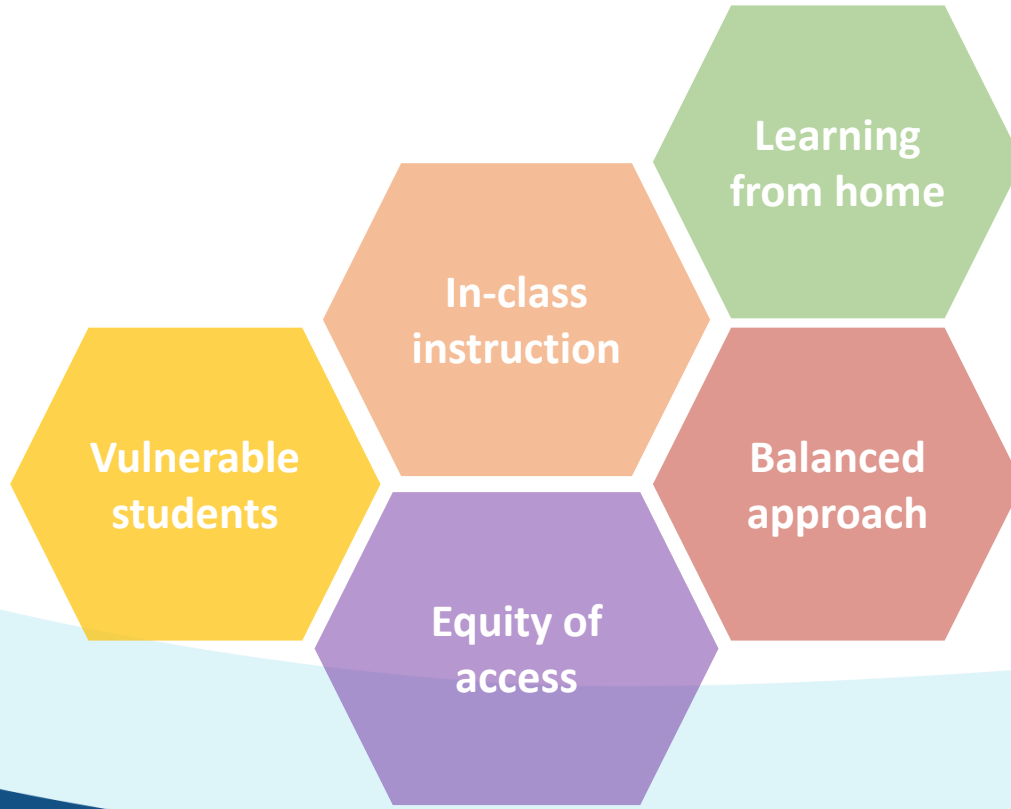 Learning
from home
In-class
instruction
Vulnerable
students
Balanced
approach
Equity of
access